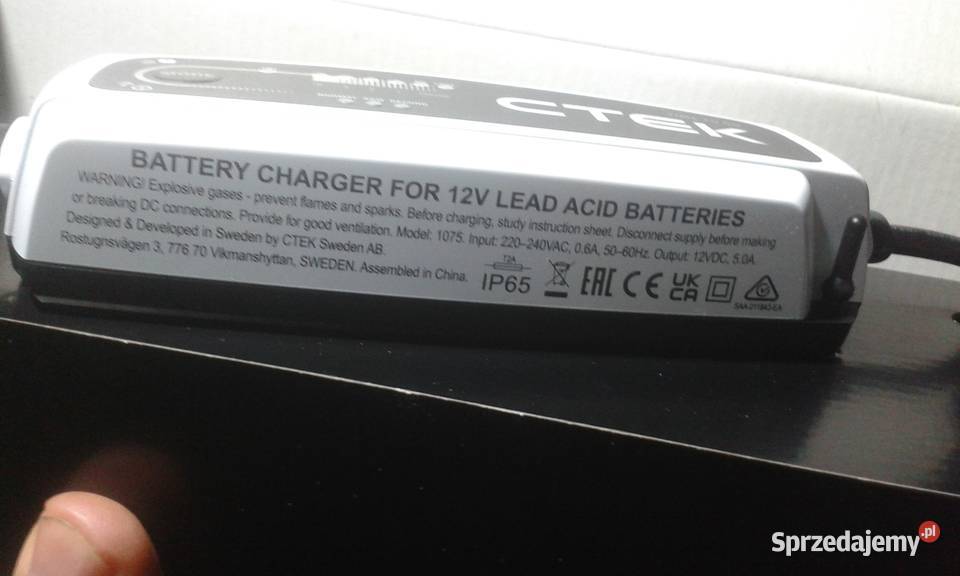 CTEK
BATTERY CHARGER FOR 12V LEAD ACID BATTERIES
WARNING! Explosive gases - prevent flames and sparks. Before charging, study instruction sheet. Disconnect supply before making
or breaking DC connections. Provide for good ventilation. Model: 1075. Input: 220–240VAC, 0.6A, 50–60Hz. Output: 12VDC, 5.0A.
Designed & Developed in Sweden by CTEK Sweden AB.
Rostugnsvägen 3, 776 70 Vikmanshyttan, SWEDEN. Assembled in China.
T2A
IP65
EAC CE UK CA
Sprzedajemy.pl